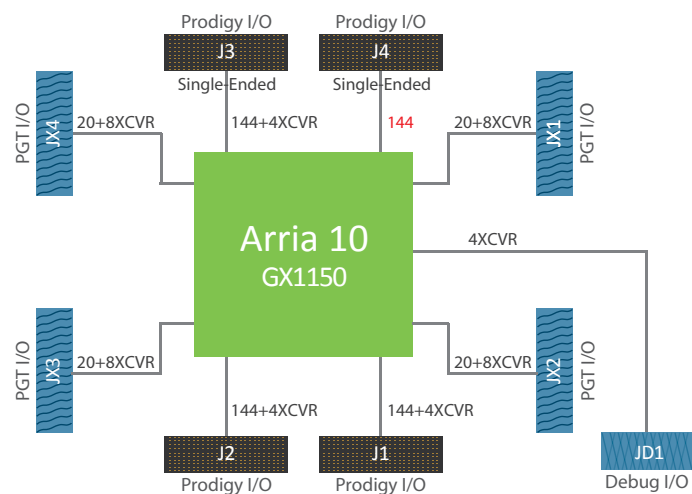 Prodigy I/O
Prodigy I/O
J3
J4
Single-Ended
Single-Ended
PGT I/O
JX4
20+8XCVR
144+4XCVR
144
20+8XCVR
JX1
PGT I/O
Arria 10
GX1150
4XCVR
PGT I/O
JX3
20+8XCVR
20+8XCVR
JX2
PGT I/O
144+4XCVR
144+4XCVR
J2
J1
JD1
Prodigy I/O
Prodigy I/O
Debug I/O